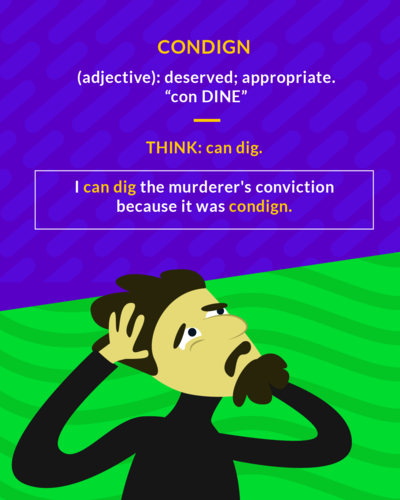 CONDIGN
(adjective): deserved; appropriate.
“con DINE”
THINK: can dig.
I can dig the murderer's conviction
because it was condign.